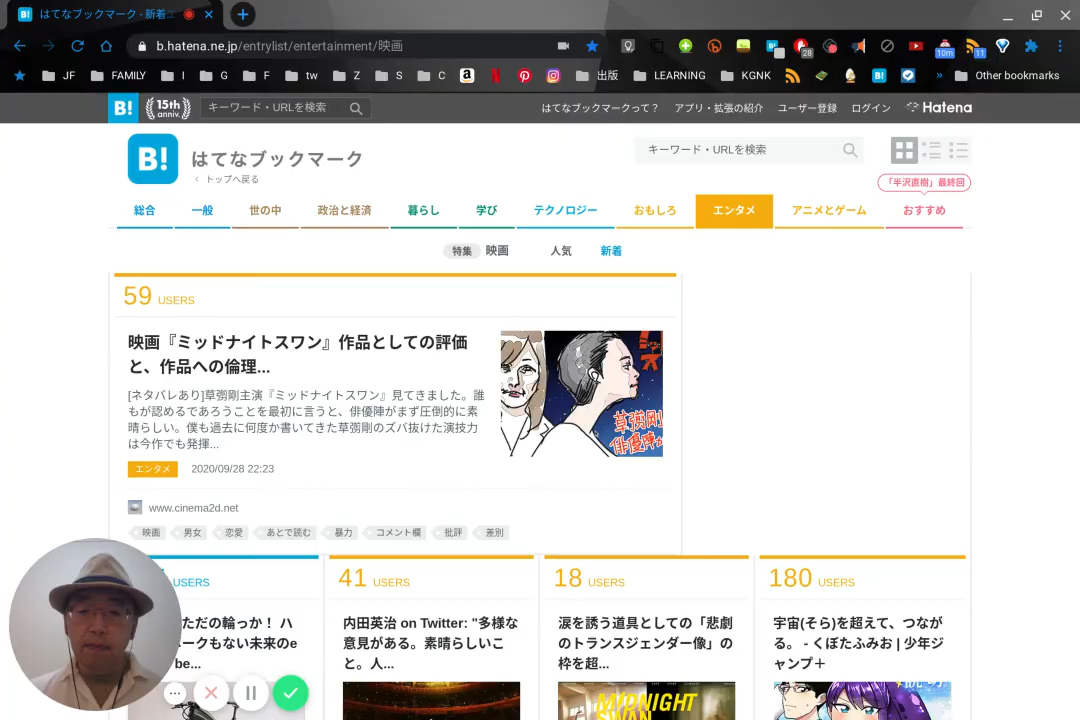 はてなブックマーク - 新着エ
b.hatena.ne.jp/entrylist/entertainment/映画
10m
28
11
JF
FAMILY
I
G
F
tw
Z
S
C
出版
LEARNING
KGNK
Other bookmarks
B!
15th
anniv.
キーワード・URLを検索
はてなブックマークって？
アプリ・拡張の紹介
ユーザー登録
ログイン
Hatena
B!
はてなブックマーク
トップへ戻る
キーワード・URLを検索
「半沢直樹」最終回
総合
一般
世の中
政治と経済
暮らし
学び
テクノロジー
おもしろ
エンタメ
アニメとゲーム
おすすめ
特集
映画
人気
新着
59 USERS
映画『ミッドナイトスワン』作品としての評価
と、作品への倫理...
[ネタバレあり]草彅剛主演『ミッドナイトスワン』見てきました。誰
もが認めるであろうことを最初に言うと、俳優陣がまず圧倒的に素
晴らしい。僕も過去に何度か書いてきた草彅剛のズバ抜けた演技力
は今作でも発揮...
草彅剛
俳優陣が
エンタメ
2020/09/28 22:23
www.cinema2d.net
映画
男女
恋愛
あとで読む
暴力
コメント欄
批評
差別
USERS
ただの輪っか！ ハ
ークもない未来のe
be...
41 USERS
内田英治 on Twitter: "多様な
意見がある。素晴らしいこ
と。人...
18 USERS
涙を誘う道具としての「悲劇
のトランスジェンダー像」の
枠を超...
MIDNIGHT
SWAN
180 USERS
宇宙(そら)を超えて、つなが
る。 - くぼたふみお | 少年ジ
ャンプ＋